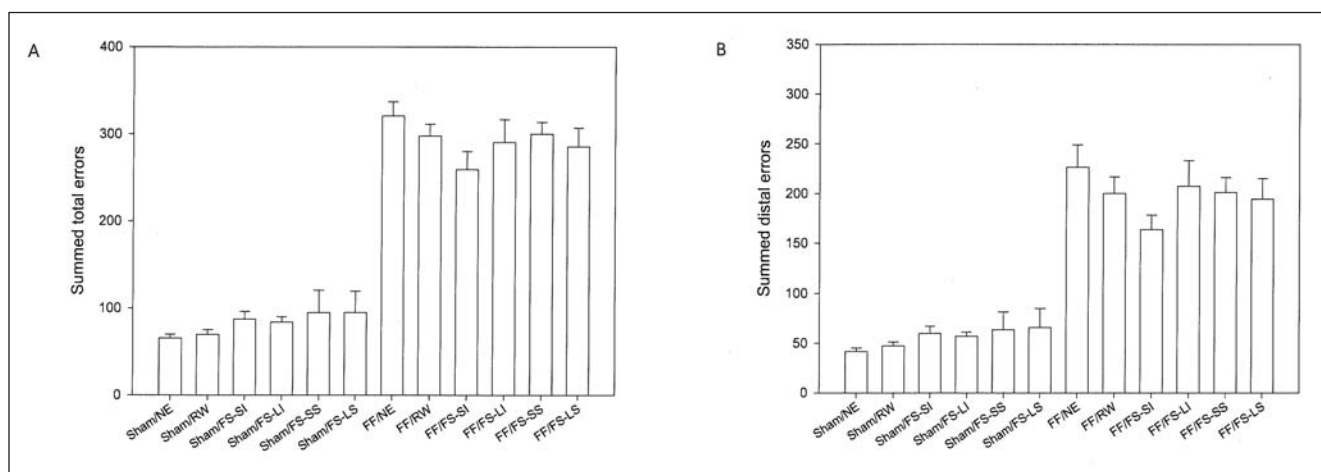 A
400
300
200
100
0
Summed total errors
Sham/NE
Sham/RW
Sham/FS-SI
Sham/FS-LI
Sham/FS-SS
Sham/FS-LS
FF/NE
FF/RW
FF/FS-SI
FF/FS-LI
FF/FS-SS
FF/FS-LS
B
350
300
250
200
150
100
50
0
Summed distal errors
Sham/NE
Sham/RW
Sham/FS-SI
Sham/FS-LI
Sham/FS-SS
Sham/FS-LS
FF/NE
FF/RW
FF/FS-SI
FF/FS-LI
FF/FS-SS
FF/FS-LS